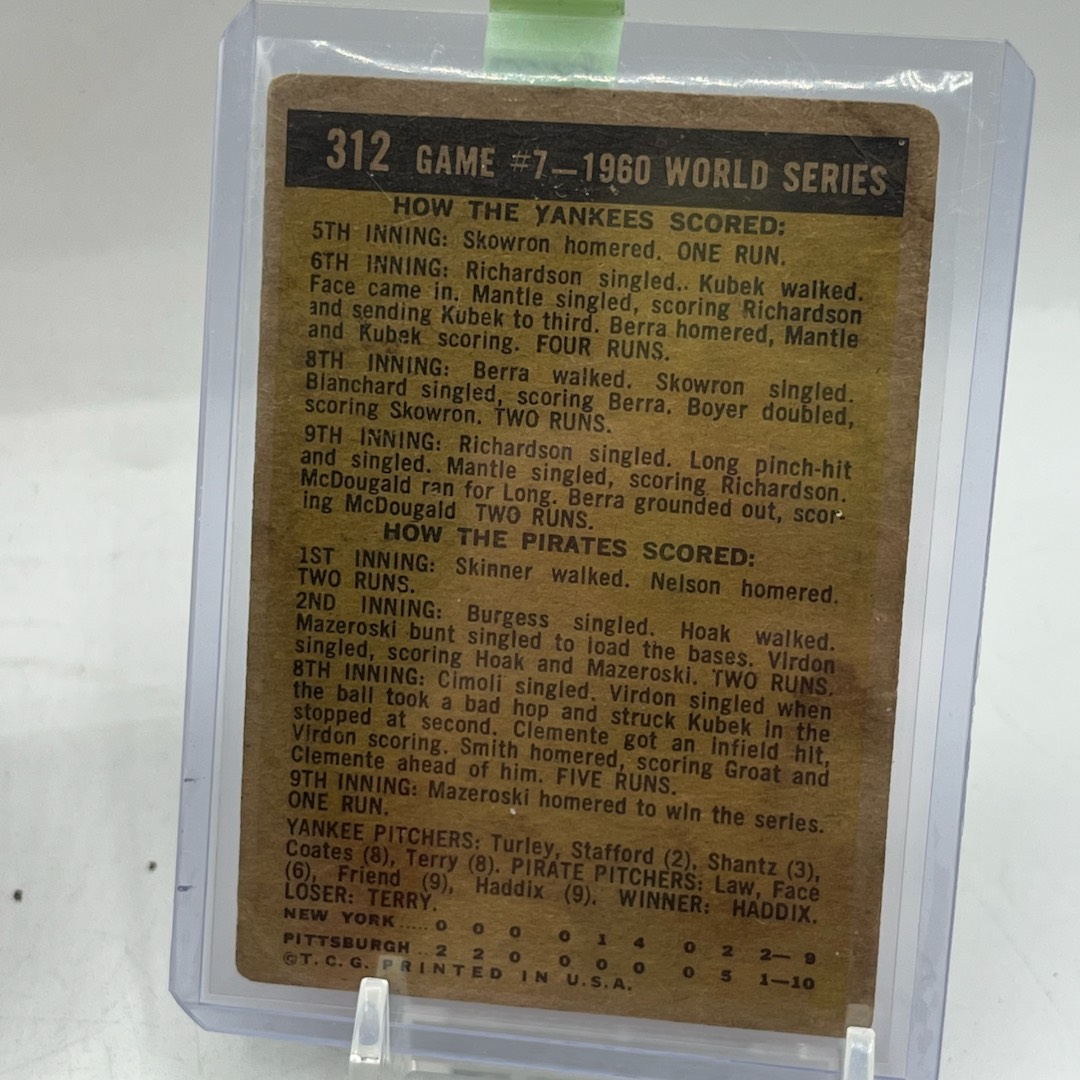 312 GAME #7—1960 WORLD SERIES
HOW THE YANKEES SCORED:
5TH INNING: Skowron homered. ONE RUN.
6TH INNING: Richardson singled.. Kubek walked.
Face came in. Mantle singled, scoring Richardson
and sending Kubek to third. Berra homered, Mantle
and Kubek scoring. FOUR RUNS.
8TH INNING: Berra walked. Skowron singled.
Blanchard singled, scoring Berra. Boyer doubled,
scoring Skowron. TWO RUNS.
9TH INNING: Richardson singled. Long pinch-hit
and singled. Mantle singled, scoring Richardson.
McDougald ran for Long. Berra grounded out, scor-
ing McDougald TWO RUNS.
HOW THE PIRATES SCORED:
1ST INNING: Skinner walked. Nelson homered.
TWO RUNS.
2ND INNING: Burgess singled. Hoak walked.
Mazeroski bunt singled to load the bases. Virdon
singled, scoring Hoak and Mazeroski. TWO RUNS.
8TH INNING: Cimoli singled. Virdon singled when
the ball took a bad hop and struck Kubek in the
stopped at second. Clemente got an infield hit,
Virdon scoring. Smith homered, scoring Groat and
Clemente ahead of him. FIVE RUNS.
9TH INNING: Mazeroski homered to win the series.
ONE RUN.
YANKEE PITCHERS: Turley, Stafford (2), Shantz (3),
Coates (8), Terry (8). PIRATE PITCHERS: Law, Face
(6), Friend (9), Haddix (9). WINNER: HADDIX.
LOSER: TERRY.
NEW YORK ..... 0 0 0 0 1 4 0 2 2— 9
PITTSBURGH .. 2 2 0 0 0 0 0 5 1—10
©T. C. G. PRINTED IN U.S.A.